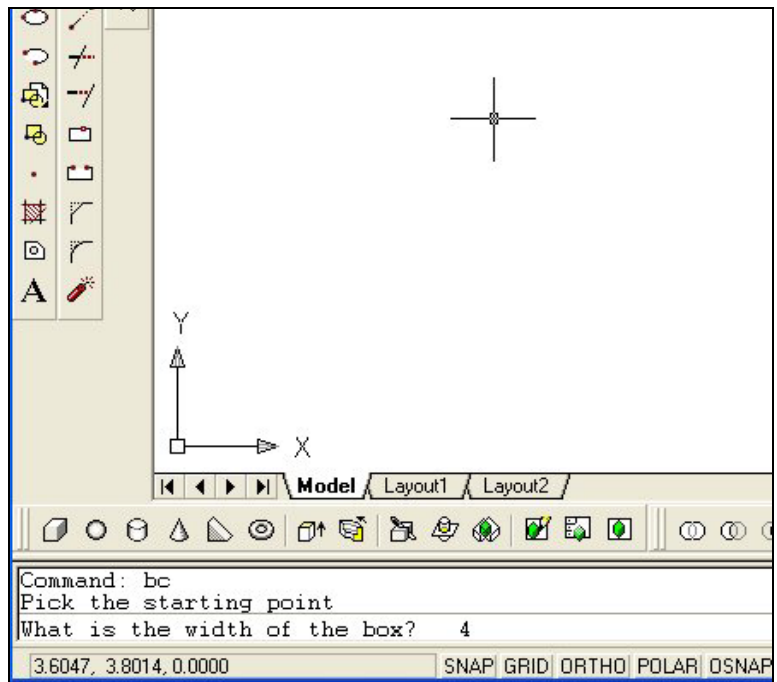 A
Y
X
Model Layout1 Layout2
Command: bc
Pick the starting point
What is the width of the box? 4
3.6047, 3.8014, 0.0000 SNAP GRID ORTHO POLAR OSNAP